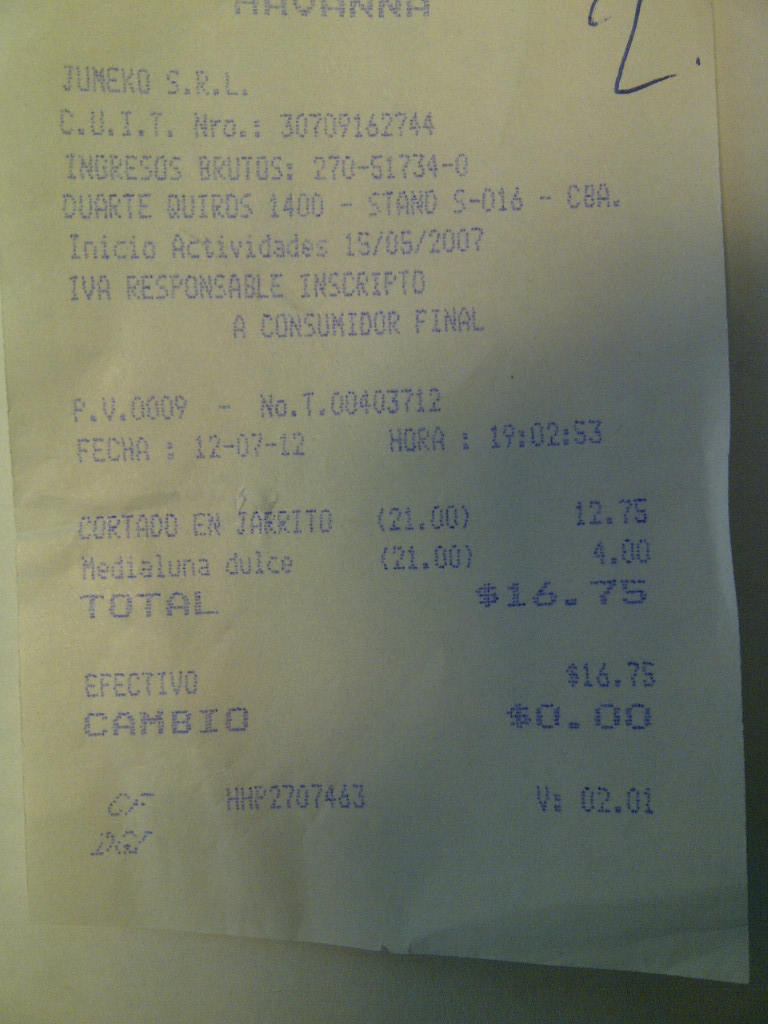 JUMEKO S.R.L.
C.U.I.T. Nro.: 30709162744
INGRESOS BRUTOS: 270-51734-0
DUARTE QUIROS 1400 - STAND S-016 - CBA.
Inicio Actividades 15/05/2007
IVA RESPONSABLE INSCRIPTO
A CONSUMIDOR FINAL
P.V.0009 - No.T.00403712
FECHA : 12-07-12 HORA : 19:02:53
CORTADO EN JARRITO (21.00) 12.75
Medialuna dulce (21.00) 4.00
TOTAL $16.75
EFECTIVO $16.75
CAMBIO $0.00
CF HHP2707463 V: 02.01